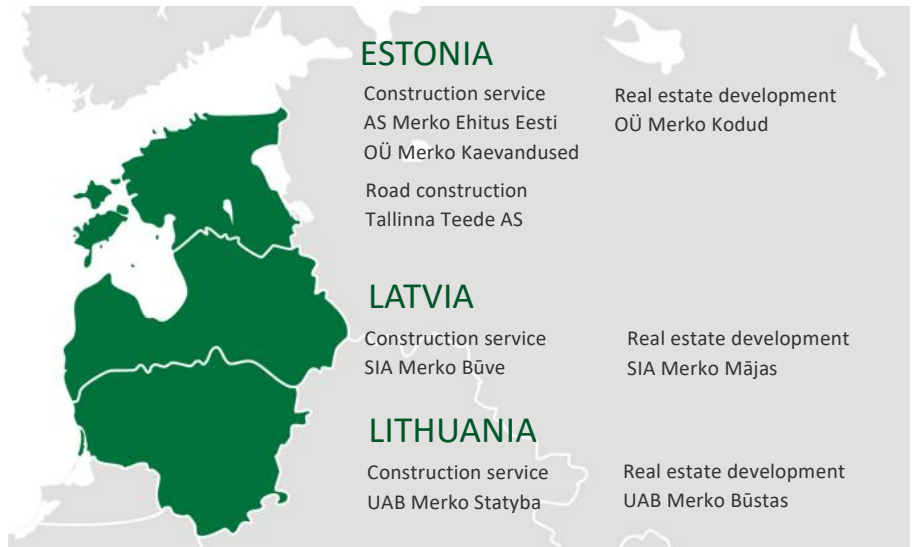 ESTONIA
Construction service
AS Merko Ehitus Eesti
OÜ Merko Kaevandused
Road construction
Tallinna Teede AS
Real estate development
OÜ Merko Kodud
LATVIA
Construction service
SIA Merko Būve
Real estate development
SIA Merko Mājas
LITHUANIA
Construction service
UAB Merko Statyba
Real estate development
UAB Merko Būstas